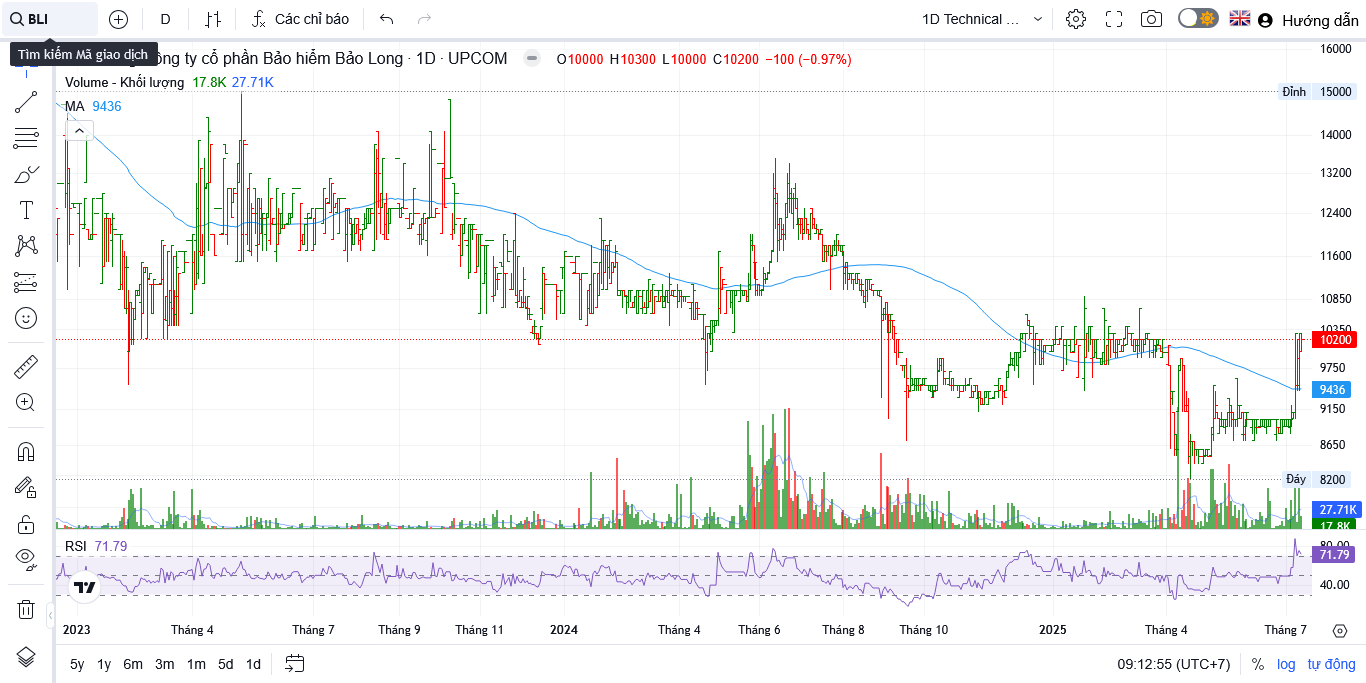 BLI
D
Các chỉ báo
1D Technical ...
Hướng dẫn
Tìm kiếm Mã giao dịch
ông ty cổ phần Bảo hiểm Bảo Long · 1D · UPCOM
O10000 H10300 L10000 C10200 −100 (−0.97%)
Volume - Khối lượng 17.8K 27.71K
MA 9436
16000
Đỉnh 15000
14000
13200
12400
11600
10850
10350
10200
9750
9436
9150
8650
Đáy 8200
27.71K
17.8K
RSI 71.79
80.00
71.79
40.00
2023 Tháng 4 Tháng 7 Tháng 9 Tháng 11 2024 Tháng 4 Tháng 6 Tháng 8 Tháng 10 2025 Tháng 4 Tháng 7
5y 1y 6m 3m 1m 5d 1d
09:12:55 (UTC+7) % log tự động